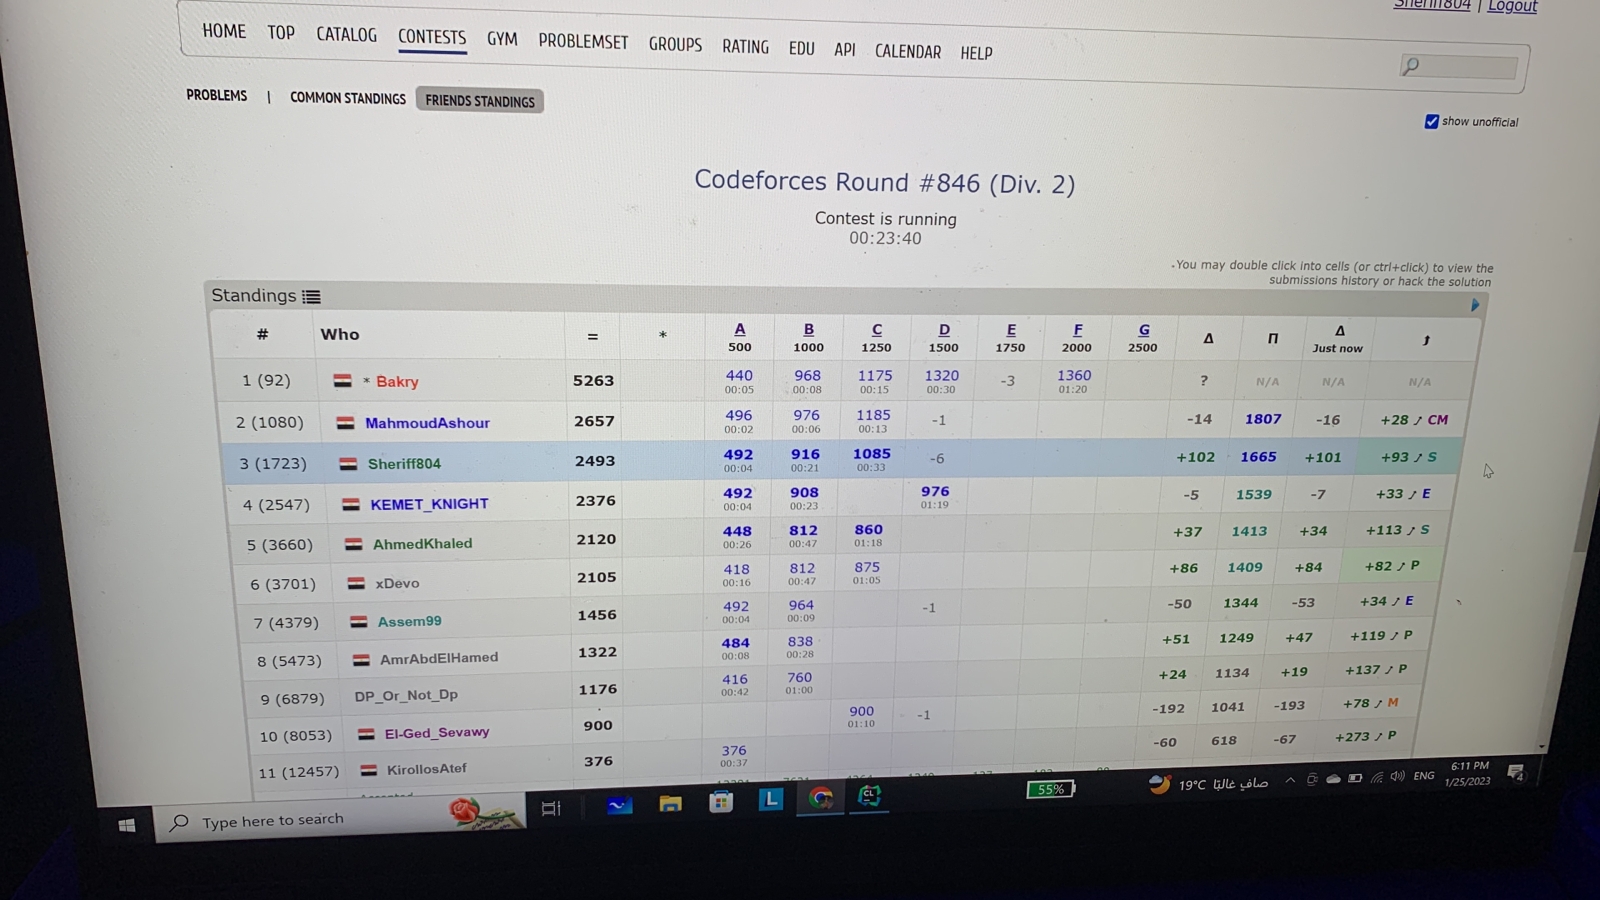 Sheriff804 | Logout
HOME TOP CATALOG CONTESTS GYM PROBLEMSET GROUPS RATING EDU API CALENDAR HELP
PROBLEMS | COMMON STANDINGS FRIENDS STANDINGS
show unofficial
Codeforces Round #846 (Div. 2)
Contest is running
00:23:40
.You may double click into cells (or ctrl+click) to view the
submissions history or hack the solution
Standings
# Who = * A B C D E F G Δ Π Δ
500 1000 1250 1500 1750 2000 2500 Just now
1 (92) * Bakry 5263 440 968 1175 1320 -3 1360 ? N/A N/A N/A
00:05 00:08 00:15 00:30 01:20
2 (1080) MahmoudAshour 2657 496 976 1185 -1 -14 1807 -16 +28 CM
00:02 00:06 00:13
3 (1723) Sheriff804 2493 492 916 1085 -6 +102 1665 +101 +93 S
00:04 00:21 00:33
4 (2547) KEMET_KNIGHT 2376 492 908 976 -5 1539 -7 +33 E
00:04 00:23 01:19
5 (3660) AhmedKhaled 2120 448 812 860 +37 1413 +34 +113 S
00:26 00:47 01:18
6 (3701) xDevo 2105 418 812 875 +86 1409 +84 +82 P
00:16 00:47 01:05
7 (4379) Assem99 1456 492 964 -1 -50 1344 -53 +34 E
00:04 00:09
8 (5473) AmrAbdElHamed 1322 484 838 +51 1249 +47 +119 P
00:08 00:28
9 (6879) DP_Or_Not_Dp 1176 416 760 +24 1134 +19 +137 P
00:42 01:00
10 (8053) El-Ged_Sevawy 900 900 -1 -192 1041 -193 +78 M
01:10
11 (12457) KirollosAtef 376 376 -60 618 -67 +273 P
00:37
Type here to search
L
CL
55%
19°C صاف غالبًا
ENG
6:11 PM
1/25/2023
4